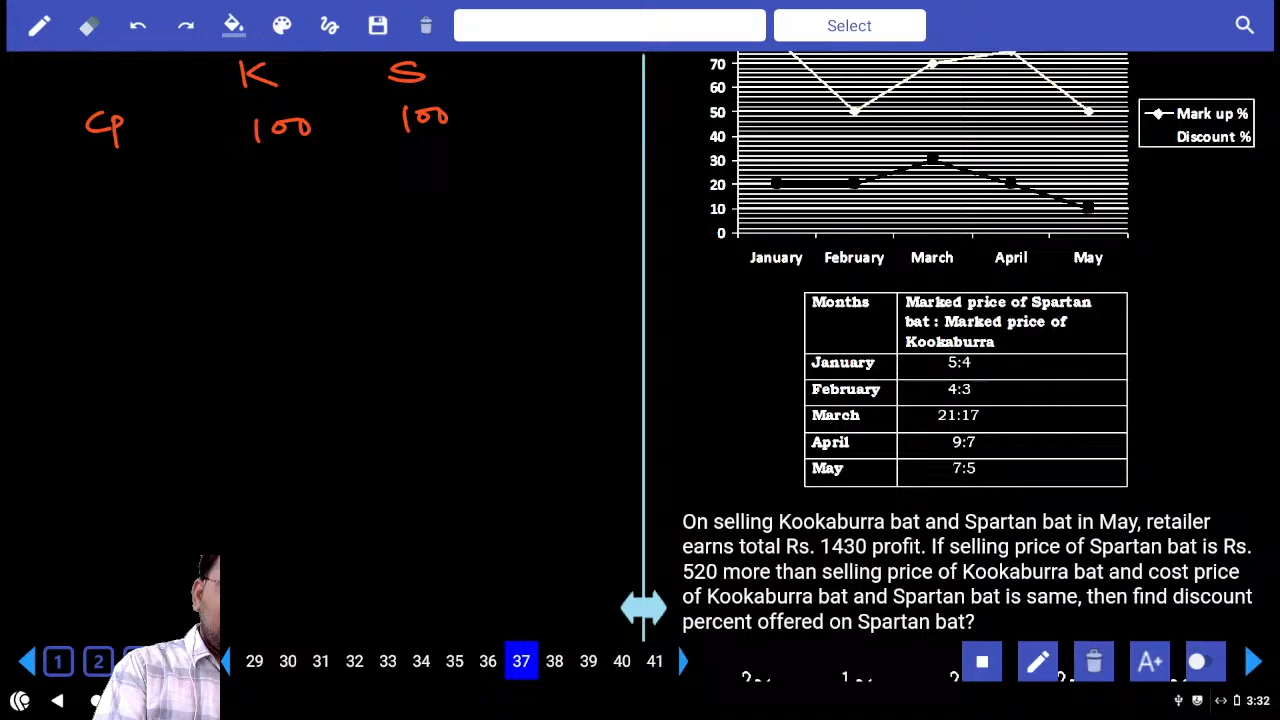 Select
K S
CP 100 100
70
60
50
40
30
20
10
0
Mark up %
Discount %
January February March April May
Months Marked price of Spartan
bat : Marked price of
Kookaburra
January 5:4
February 4:3
March 21:17
April 9:7
May 7:5
On selling Kookaburra bat and Spartan bat in May, retailer
earns total Rs. 1430 profit. If selling price of Spartan bat is Rs.
520 more than selling price of Kookaburra bat and cost price
of Kookaburra bat and Spartan bat is same, then find discount
percent offered on Spartan bat?
1 2 29 30 31 32 33 34 35 36 37 38 39 40 41
A+
3:32